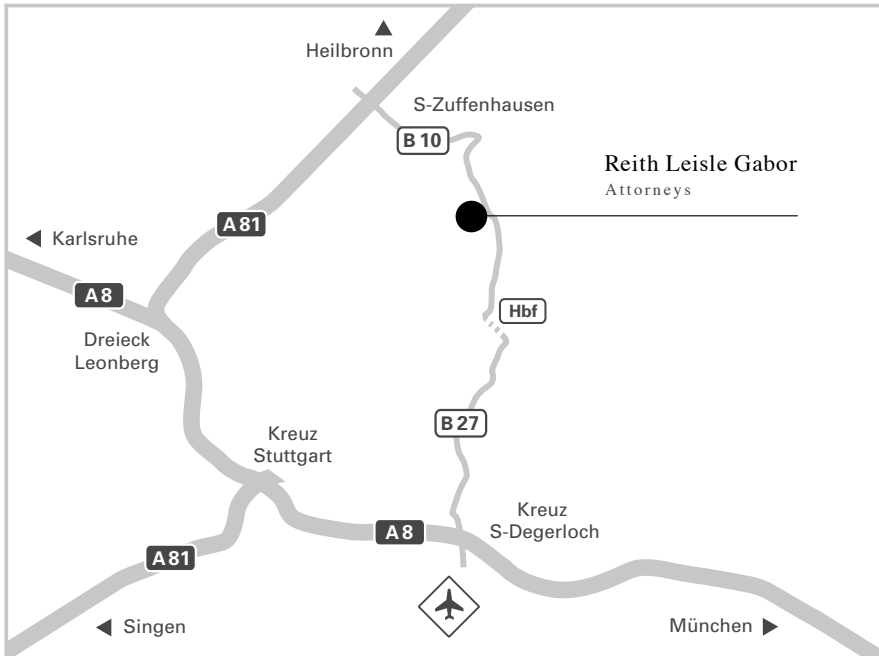 Heilbronn
S-Zuffenhausen
B 10
Reith Leisle Gabor
Attorneys
A 81
Karlsruhe
A 8
Hbf
Dreieck
Leonberg
B 27
Kreuz
Stuttgart
Kreuz
S-Degerloch
A 8
A 81
Singen
München